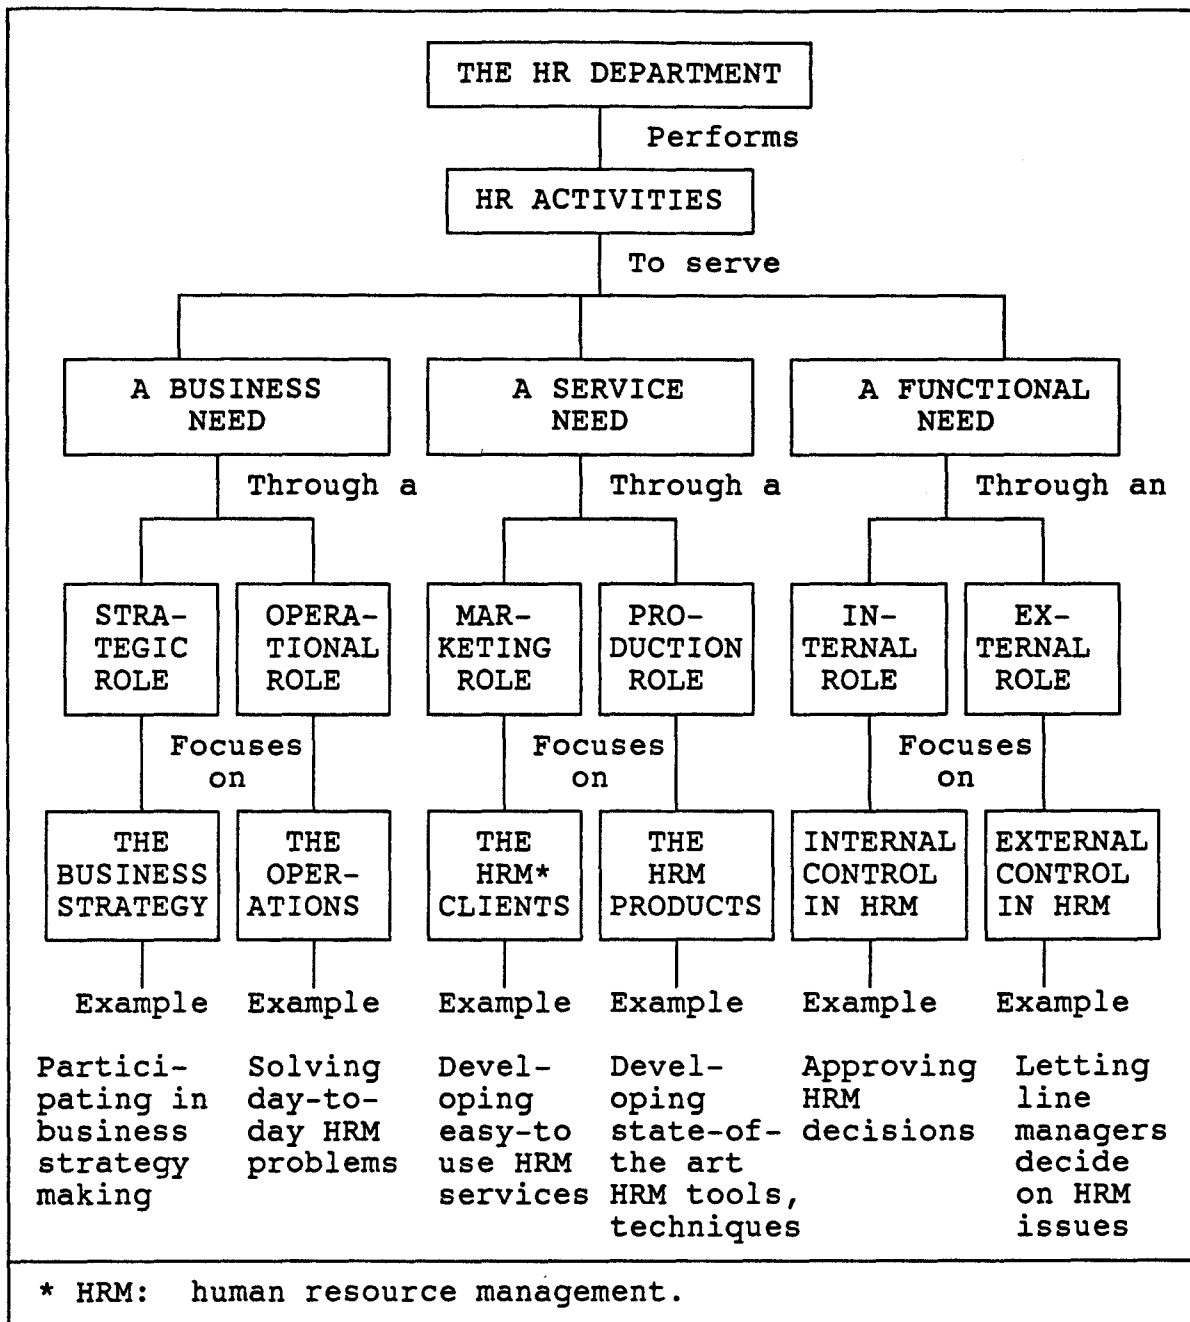 THE HR DEPARTMENT
Performs
HR ACTIVITIES
To serve
A BUSINESS
NEED
A SERVICE
NEED
A FUNCTIONAL
NEED
Through a
Through a
Through an
STRA-
TEGIC
ROLE
OPERA-
TIONAL
ROLE
MAR-
KETING
ROLE
PRO-
DUCTION
ROLE
IN-
TERNAL
ROLE
EX-
TERNAL
ROLE
Focuses
on
Focuses
on
Focuses
on
THE
BUSINESS
STRATEGY
THE
OPER-
ATIONS
THE
HRM*
CLIENTS
THE
HRM
PRODUCTS
INTERNAL
CONTROL
IN HRM
EXTERNAL
CONTROL
IN HRM
Example
Example
Example
Example
Example
Example
Partici-
pating in
business
strategy
making
Solving
day-to-
day HRM
problems
Devel-
oping
easy-to
use HRM
services
Devel-
oping
state-of-
the art
HRM tools,
techniques
Approving
HRM
decisions
Letting
line
managers
decide
on HRM
issues
* HRM: human resource management.